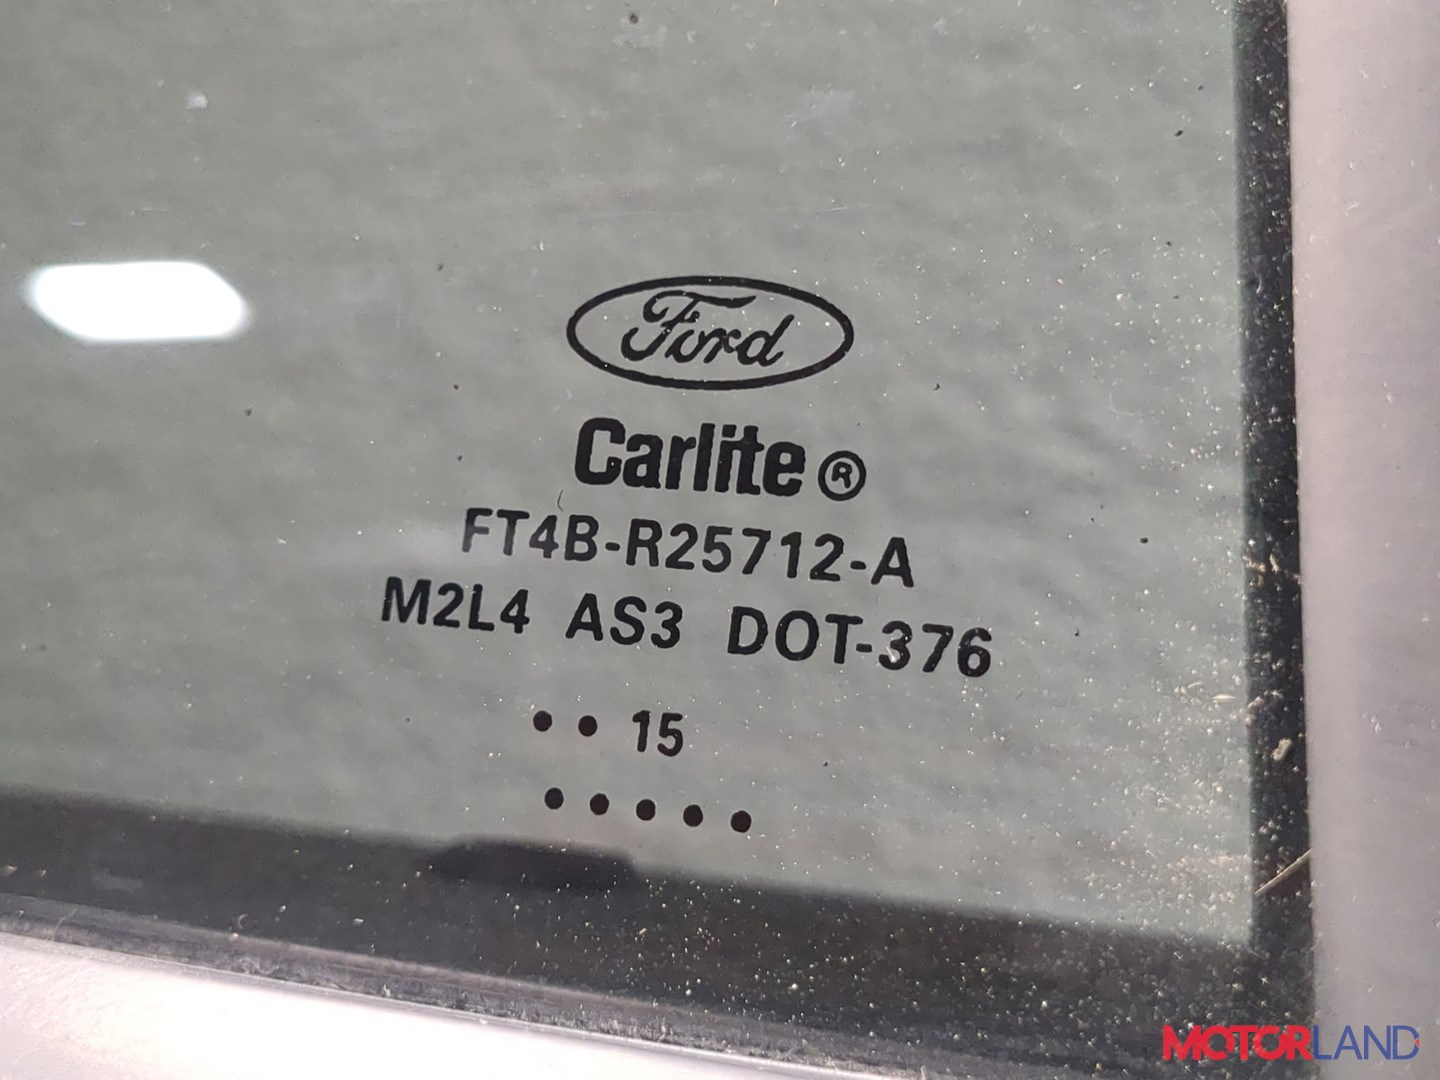 Ford
Carlite ®
FT4B-R25712-A
M2L4 AS3 DOT-376
• • 15
• • • • •
MOTORLAND